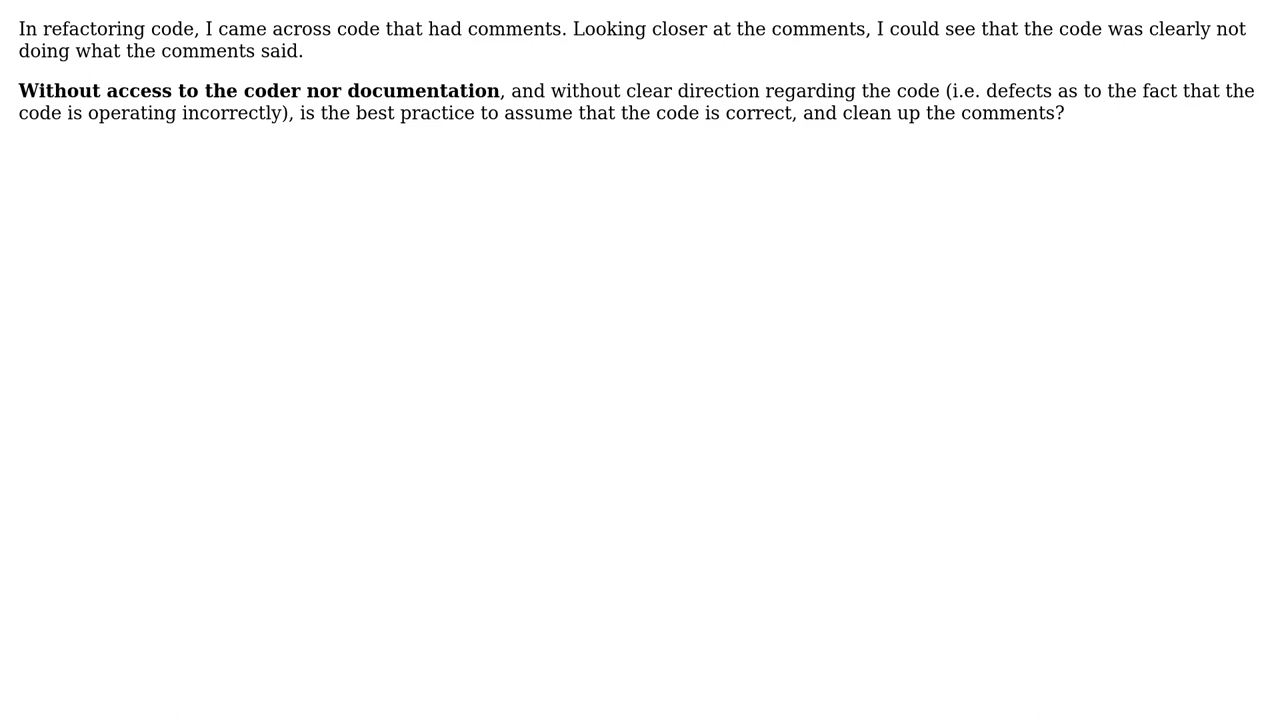 In refactoring code, I came across code that had comments. Looking closer at the comments, I could see that the code was clearly not
doing what the comments said.
Without access to the coder nor documentation, and without clear direction regarding the code (i.e. defects as to the fact that the
code is operating incorrectly), is the best practice to assume that the code is correct, and clean up the comments?